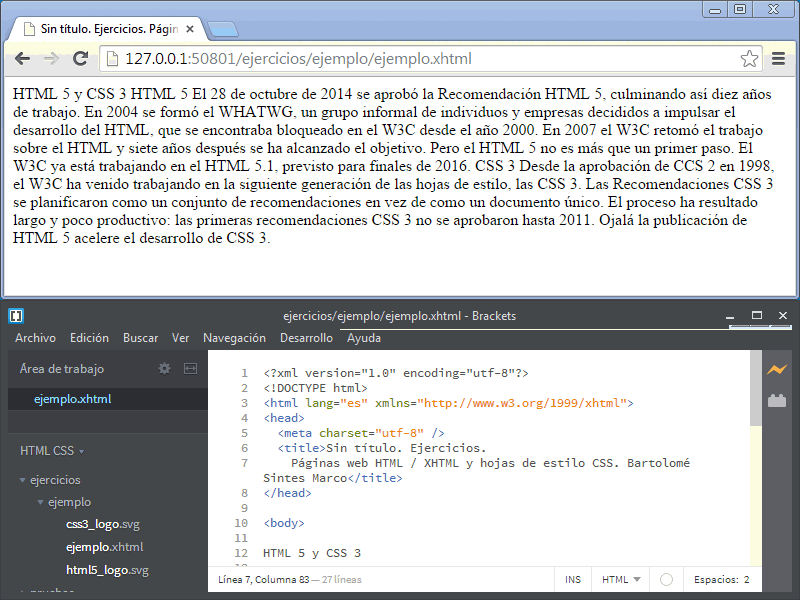 Sin título. Ejercicios. Págin
127.0.0.1:50801/ejercicios/ejemplo/ejemplo.xhtml
HTML 5 y CSS 3 HTML 5 El 28 de octubre de 2014 se aprobó la Recomendación HTML 5, culminando así diez años
de trabajo. En 2004 se formó el WHATWG, un grupo informal de individuos y empresas decididos a impulsar el
desarrollo del HTML, que se encontraba bloqueado en el W3C desde el año 2000. En 2007 el W3C retomó el trabajo
sobre el HTML y siete años después se ha alcanzado el objetivo. Pero el HTML 5 no es más que un primer paso. El
W3C ya está trabajando en el HTML 5.1, previsto para finales de 2016. CSS 3 Desde la aprobación de CCS 2 en 1998,
el W3C ha venido trabajando en la siguiente generación de las hojas de estilo, las CSS 3. Las Recomendaciones CSS 3
se planificaron como un conjunto de recomendaciones en vez de como un documento único. El proceso ha resultado
largo y poco productivo: las primeras recomendaciones CSS 3 no se aprobaron hasta 2011. Ojalá la publicación de
HTML 5 acelere el desarrollo de CSS 3.
ejercicios/ejemplo/ejemplo.xhtml - Brackets
Archivo Edición Buscar Ver Navegación Desarrollo Ayuda
Área de trabajo
ejemplo.xhtml
HTML CSS
ejercicios
ejemplo
css3_logo.svg
ejemplo.xhtml
html5_logo.svg
pruebas
1 <?xml version="1.0" encoding="utf-8"?>
2 <!DOCTYPE html>
3 <html lang="es" xmlns="http://www.w3.org/1999/xhtml">
4 <head>
5 <meta charset="utf-8" />
6 <title>Sin título. Ejercicios.
7 Páginas web HTML / XHTML y hojas de estilo CSS. Bartolomé
Sintes Marco</title>
8 </head>
9
10 <body>
11
12 HTML 5 y CSS 3
Línea 7, Columna 83 — 27 líneas
INS HTML Espacios: 2